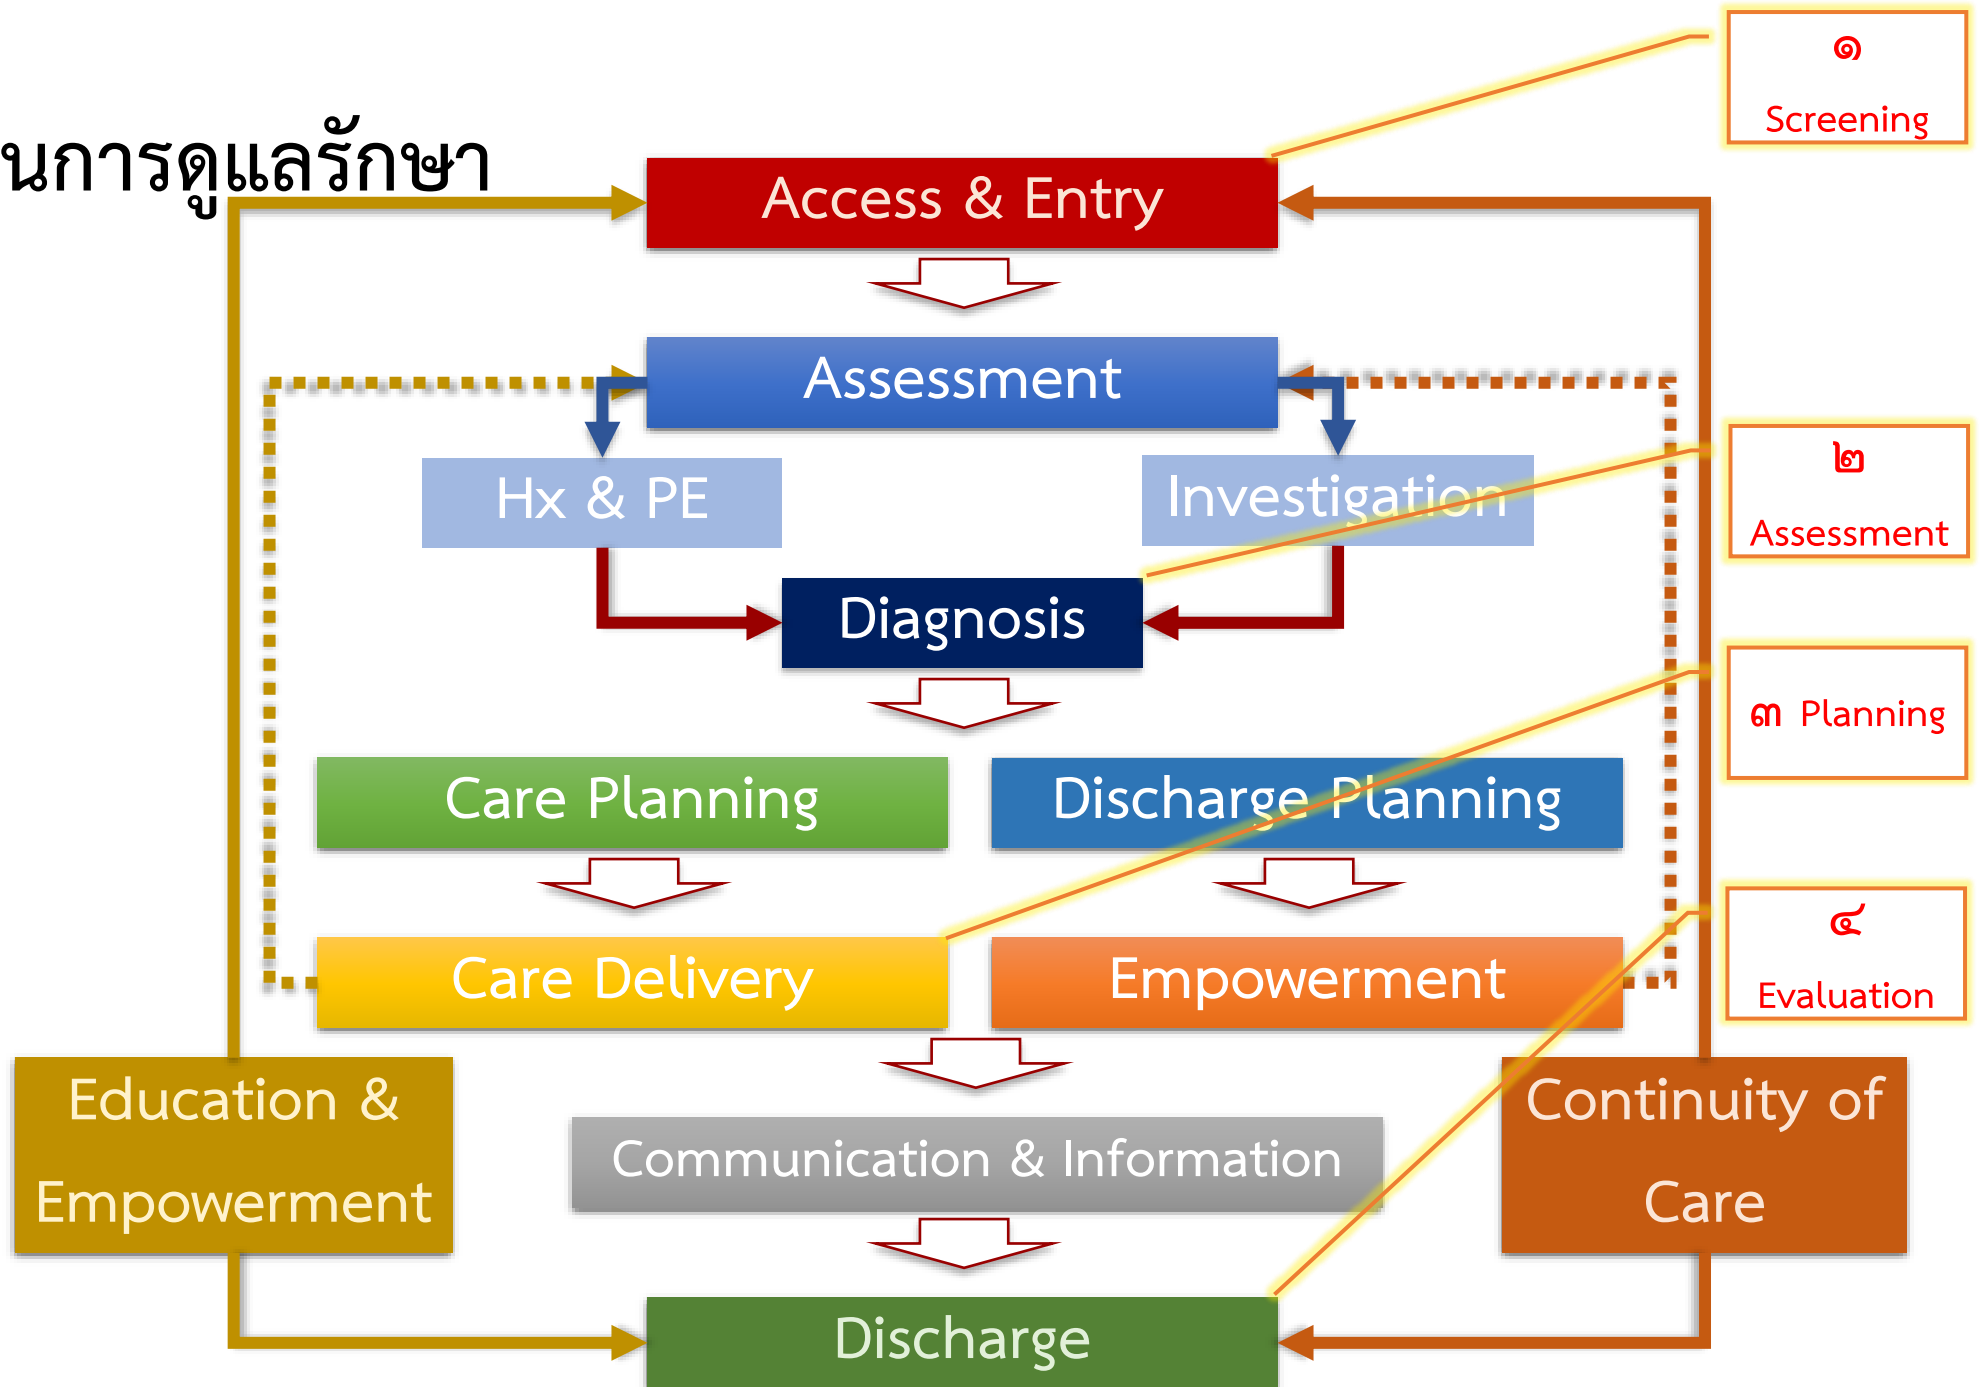 นการดูแลรักษา
๑
Screening
Access & Entry
Assessment
Hx & PE
Investigation
๒
Assessment
Diagnosis
๓ Planning
Care Planning
Discharge Planning
Care Delivery
Empowerment
๔
Evaluation
Education &
Empowerment
Communication & Information
Continuity of
Care
Discharge